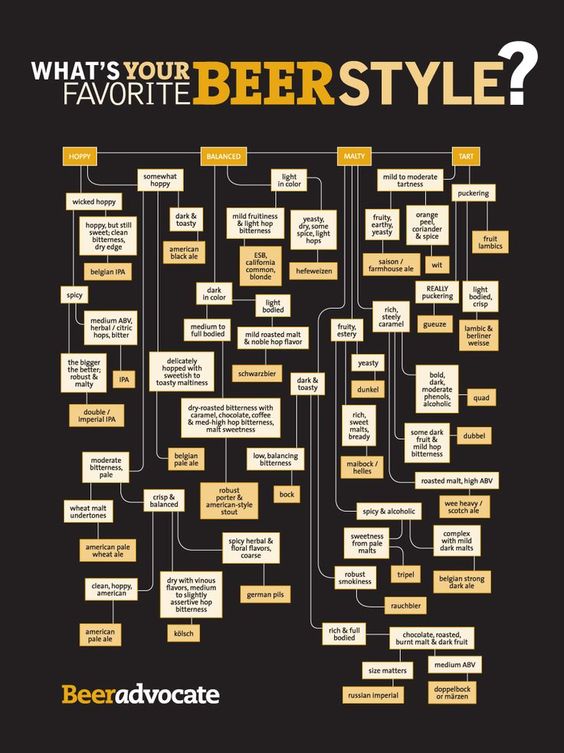 WHAT'S YOUR
FAVORITE
BEER STYLE?
HOPPY
BALANCED
MALTY
TART
somewhat
hoppy
light
in color
mild to moderate
tartness
puckering
wicked hoppy
hoppy, but still
sweet; clean
bitterness,
dry edge
belgian IPA
dark &
toasty
american
black ale
mild fruitiness
& light hop
bitterness
ESB,
california
common,
blonde
yeasty,
dry, some
spice, light
hops
hefeweizen
fruity,
earthy,
yeasty
saison /
farmhouse ale
orange
peel,
coriander
& spice
wit
fruit
lambics
spicy
medium ABV,
herbal / citric
hops, bitter
IPA
the bigger
the better;
robust &
malty
double /
imperial IPA
dark
in color
light
bodied
medium to
full bodied
mild roasted malt
& noble hop flavor
schwarzbier
REALLY
puckering
gueuze
light
bodied,
crisp
lambic &
berliner
weisse
fruity,
estery
rich,
steely
caramel
delicately
hopped with
sweetish to
toasty maltiness
belgian
pale ale
dark &
toasty
yeasty
dunkel
bold,
dark,
moderate
phenols,
alcoholic
quad
dry-roasted bitterness with
caramel, chocolate, coffee
& med-high hop bitterness,
malt sweetness
robust
porter &
american-style
stout
rich,
sweet
malts,
bready
maibock /
helles
some dark
fruit &
mild hop
bitterness
dubbel
low, balancing
bitterness
bock
roasted malt, high ABV
wee heavy /
scotch ale
moderate
bitterness,
pale
wheat malt
undertones
american pale
wheat ale
crisp &
balanced
spicy & alcoholic
sweetness
from pale
malts
tripel
complex
with mild
dark malts
belgian strong
dark ale
spicy herbal &
floral flavors,
coarse
german pils
clean, hoppy,
american
american
pale ale
dry with vinous
flavors, medium
to slightly
assertive hop
bitterness
kölsch
robust
smokiness
rauchbier
rich & full
bodied
chocolate, roasted,
burnt malt & dark fruit
size matters
russian imperial
medium ABV
doppelbock
or märzen
Beeradvocate